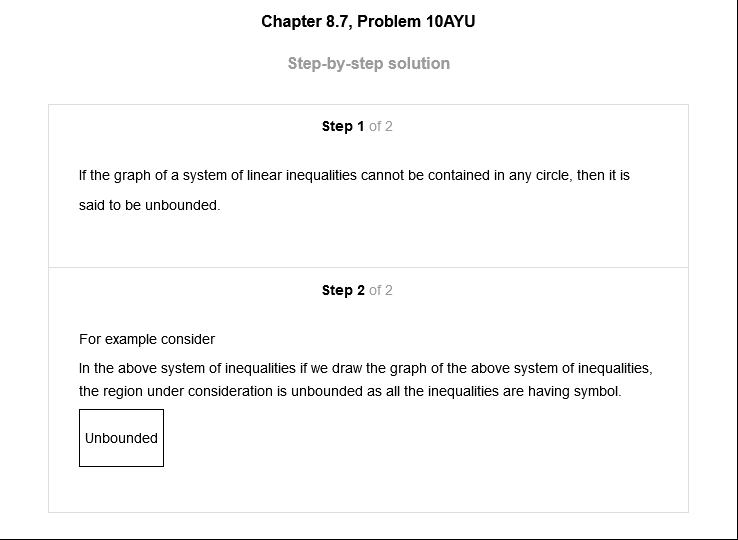 Chapter 8.7, Problem 10AYU
Step-by-step solution
Step 1 of 2
If the graph of a system of linear inequalities cannot be contained in any circle, then it is
said to be unbounded.
Step 2 of 2
For example consider
In the above system of inequalities if we draw the graph of the above system of inequalities,
the region under consideration is unbounded as all the inequalities are having symbol.
Unbounded